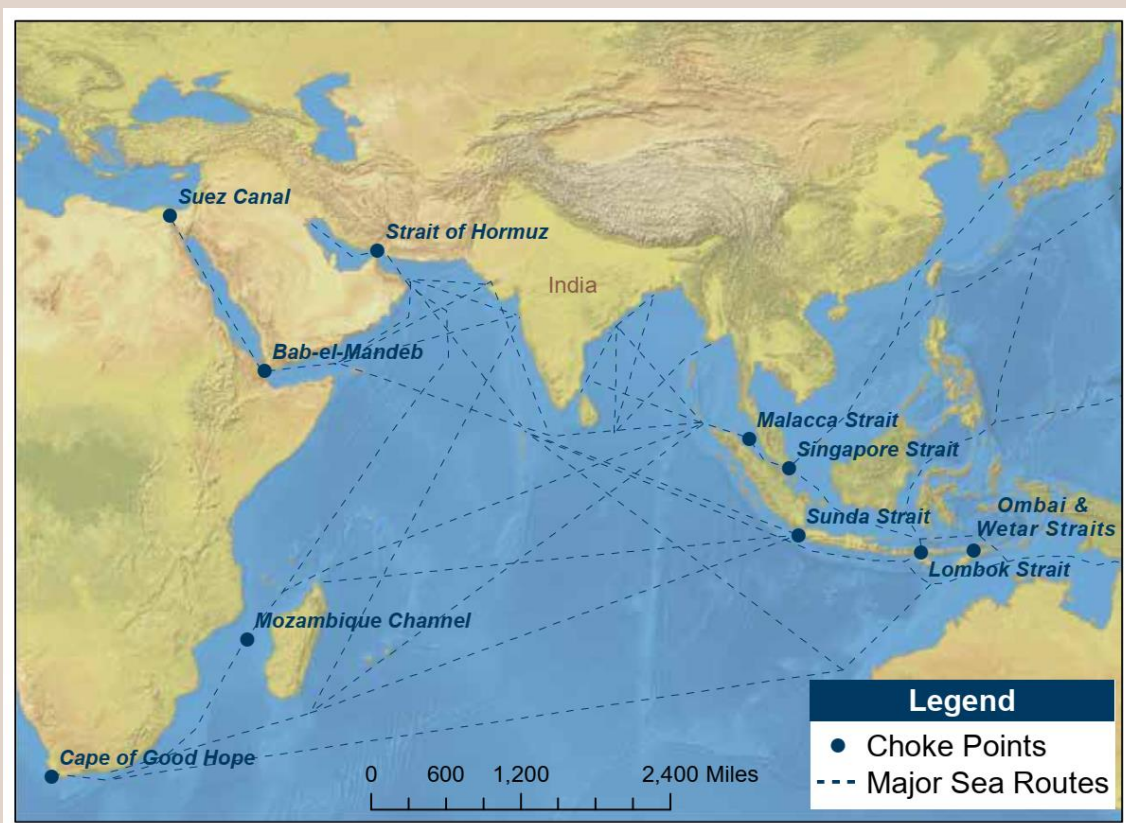 Suez Canal
Strait of Hormuz
India
Bab-el-Mandeb
Malacca Strait
Singapore Strait
Ombai &
Wetar Straits
Sunda Strait
Lombok Strait
Mozambique Channel
Cape of Good Hope
0 600 1,200 2,400 Miles
Legend
Choke Points
Major Sea Routes